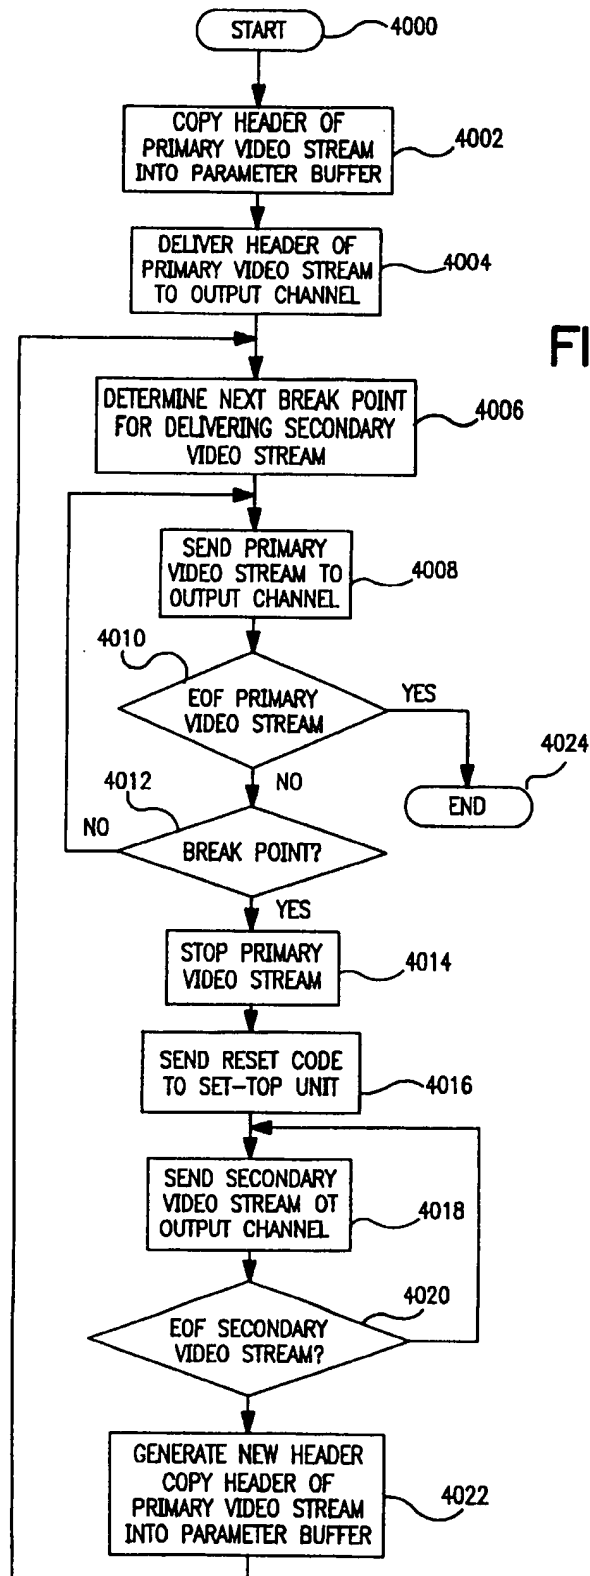 START
4000
COPY HEADER OF
PRIMARY VIDEO STREAM
INTO PARAMETER BUFFER
4002
DELIVER HEADER OF
PRIMARY VIDEO STREAM
TO OUTPUT CHANNEL
4004
FI
DETERMINE NEXT BREAK POINT
FOR DELIVERING SECONDARY
VIDEO STREAM
4006
SEND PRIMARY
VIDEO STREAM TO
OUTPUT CHANNEL
4008
4010
EOF PRIMARY
VIDEO STREAM
YES
4024
END
NO
4012
NO
BREAK POINT?
YES
STOP PRIMARY
VIDEO STREAM
4014
SEND RESET CODE
TO SET-TOP UNIT
4016
SEND SECONDARY
VIDEO STREAM OT
OUTPUT CHANNEL
4018
4020
EOF SECONDARY
VIDEO STREAM?
GENERATE NEW HEADER
COPY HEADER OF
PRIMARY VIDEO STREAM
INTO PARAMETER BUFFER
4022